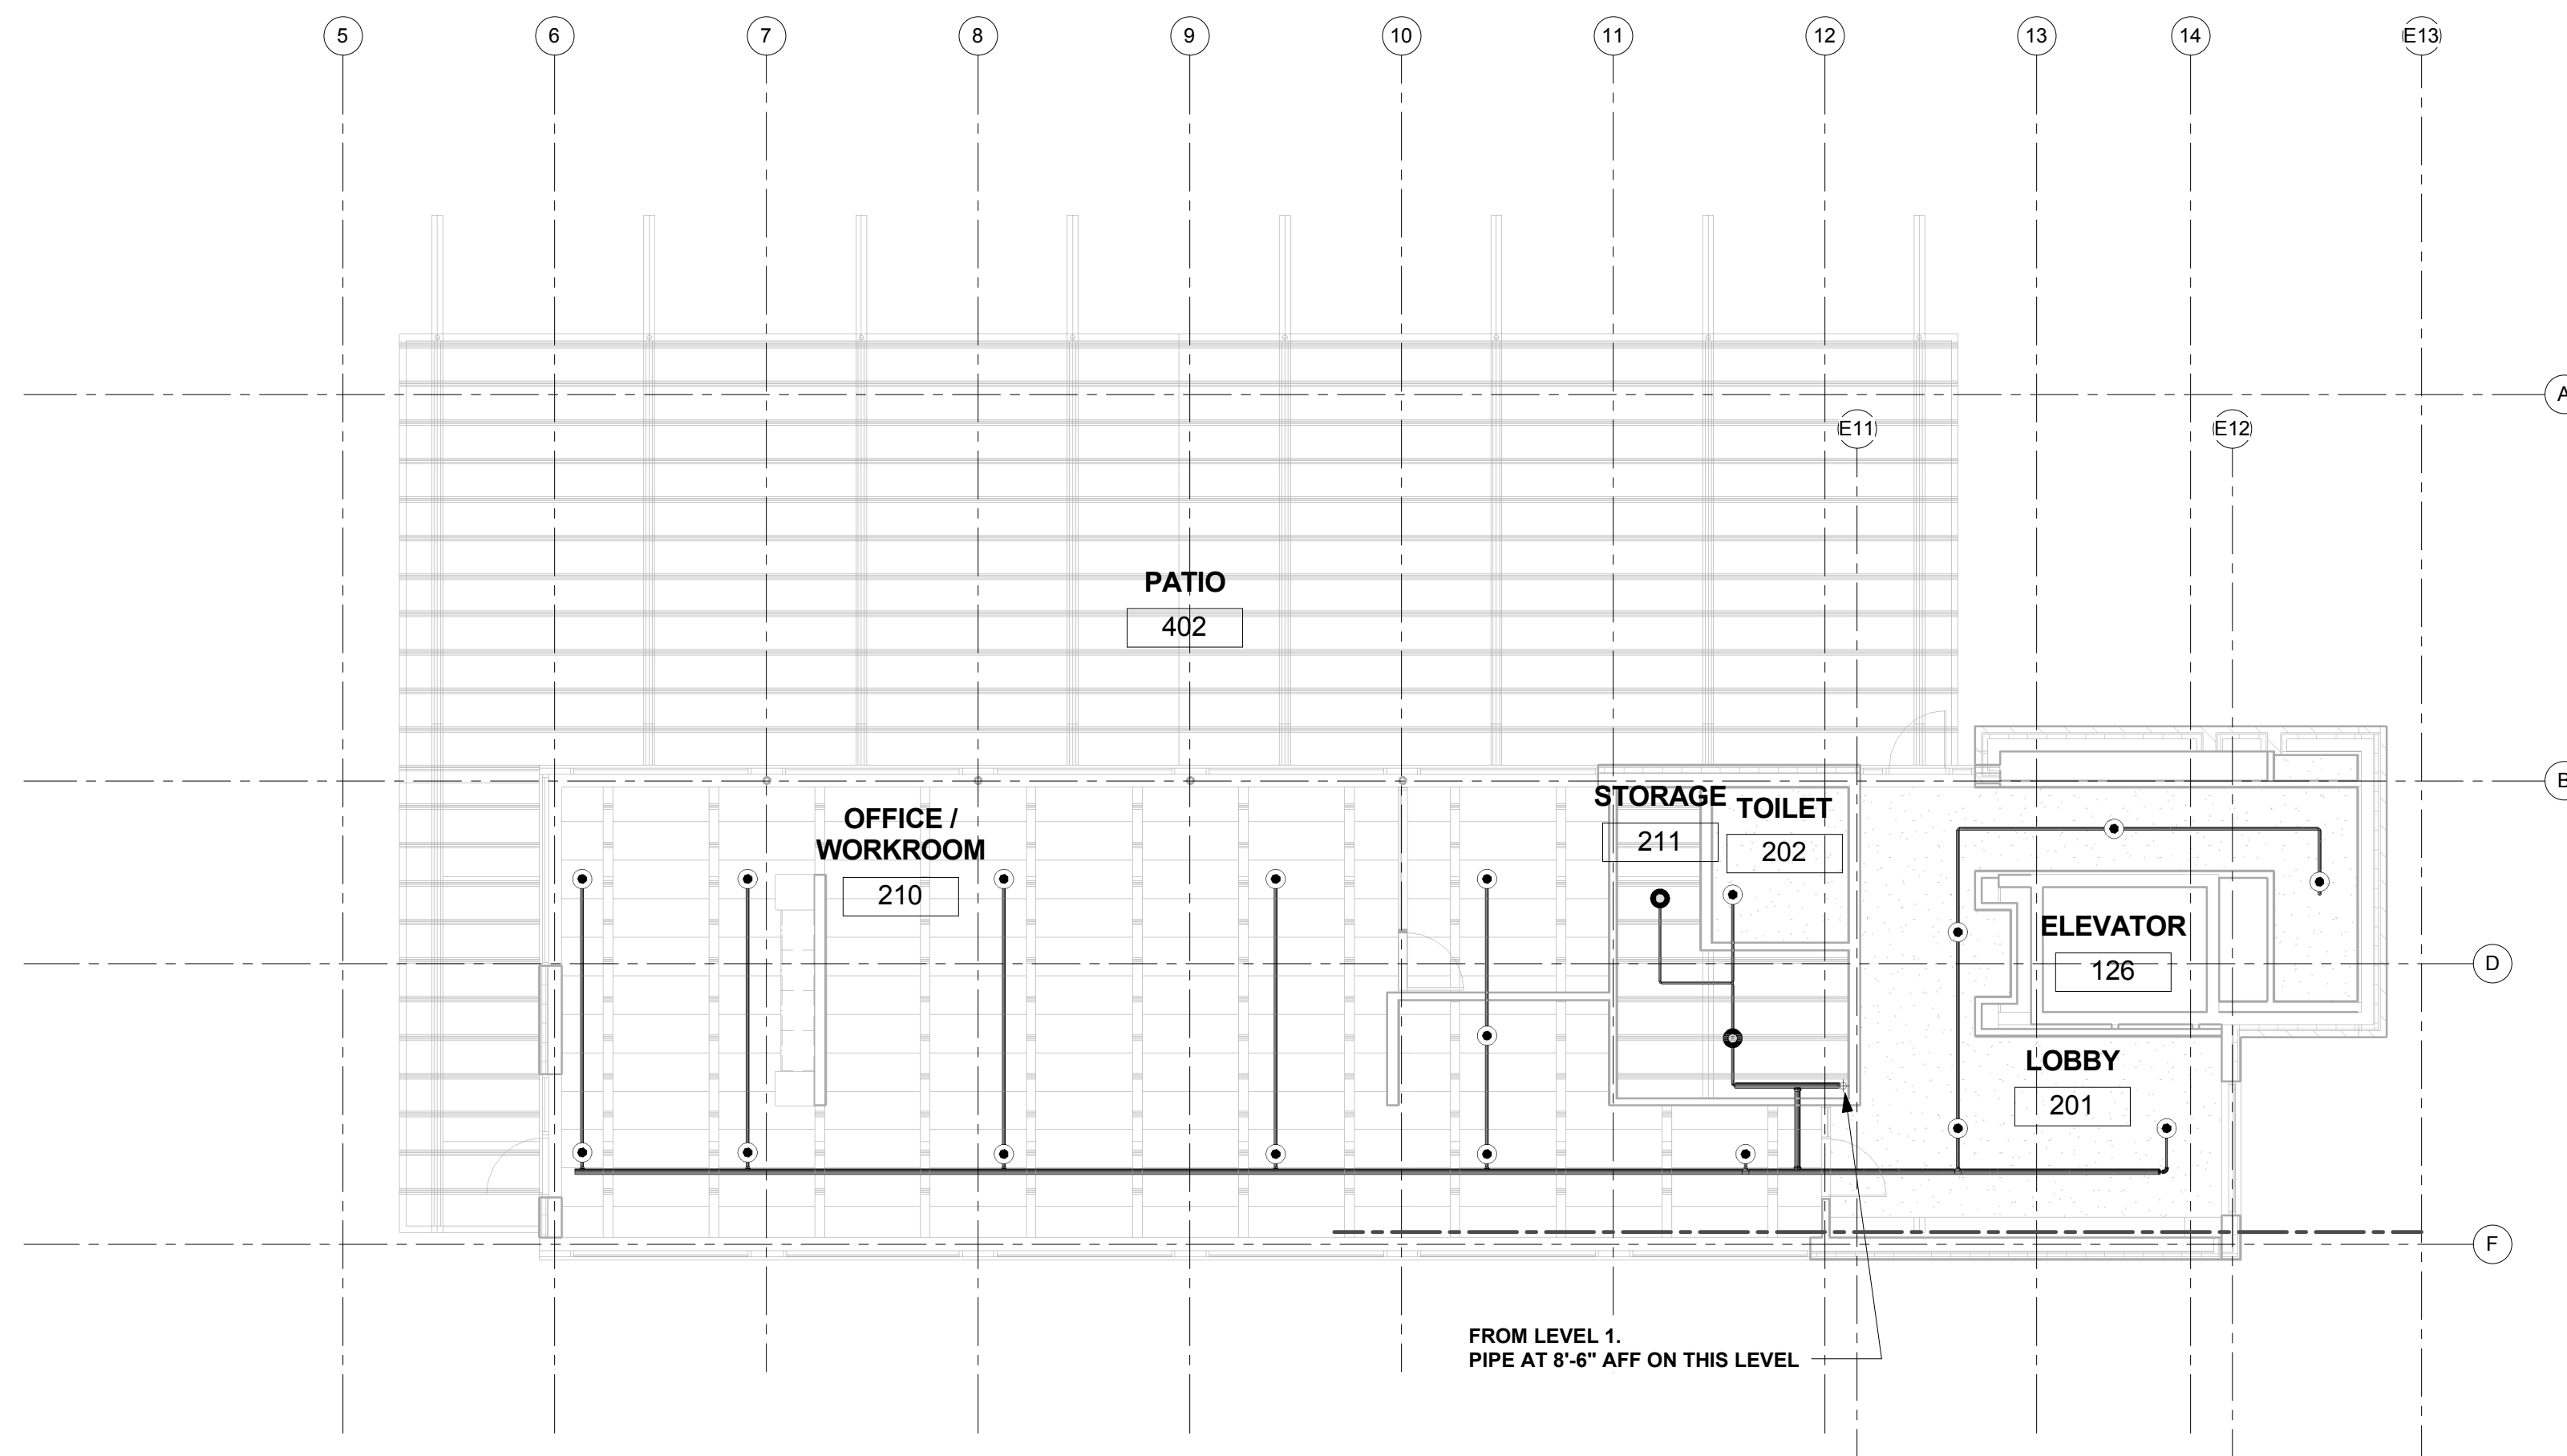 5
6
7
8
9
10
11
12
13
14
E13
A
E11
E12
PATIO
402
B
STORAGE
TOILET
OFFICE /
WORKROOM
211
202
210
ELEVATOR
126
D
LOBBY
201
F
FROM LEVEL 1.
PIPE AT 8'-6" AFF ON THIS LEVEL